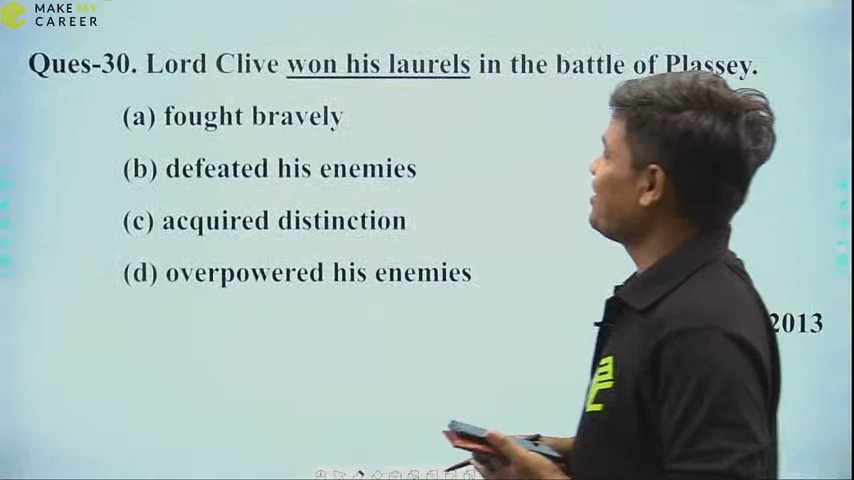 MAKE MY
CAREER
Ques-30. Lord Clive won his laurels in the battle of Plassey.
(a) fought bravely
(b) defeated his enemies
(c) acquired distinction
(d) overpowered his enemies
2013